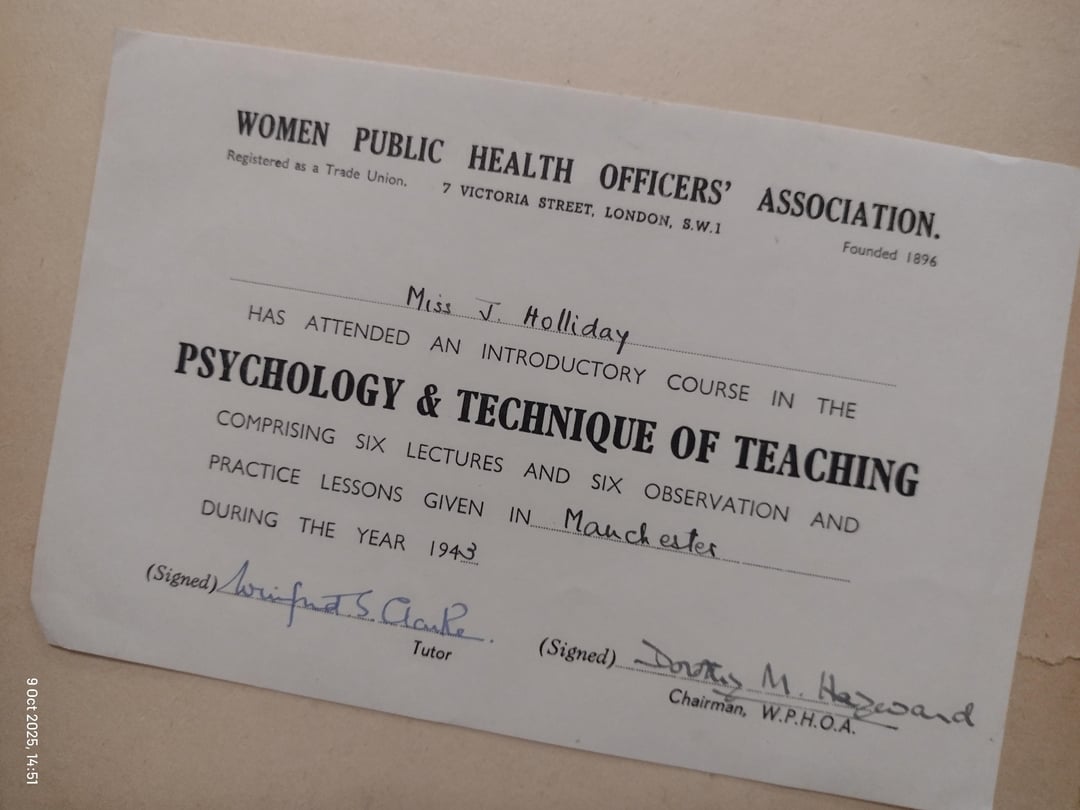 WOMEN PUBLIC HEALTH OFFICERS' ASSOCIATION.
Registered as a Trade Union. 7 VICTORIA STREET, LONDON, S.W.1
Founded 1896
Miss J. Holliday
HAS ATTENDED AN INTRODUCTORY COURSE IN THE
PSYCHOLOGY & TECHNIQUE OF TEACHING
COMPRISING SIX LECTURES AND SIX OBSERVATION AND
PRACTICE LESSONS GIVEN IN Manchester
DURING THE YEAR 1943
(Signed) Winifred S. Clarke.
Tutor
(Signed) Dorothy M. Hayward
Chairman, W.P.H.O.A.
9 Oct 2025, 14:51